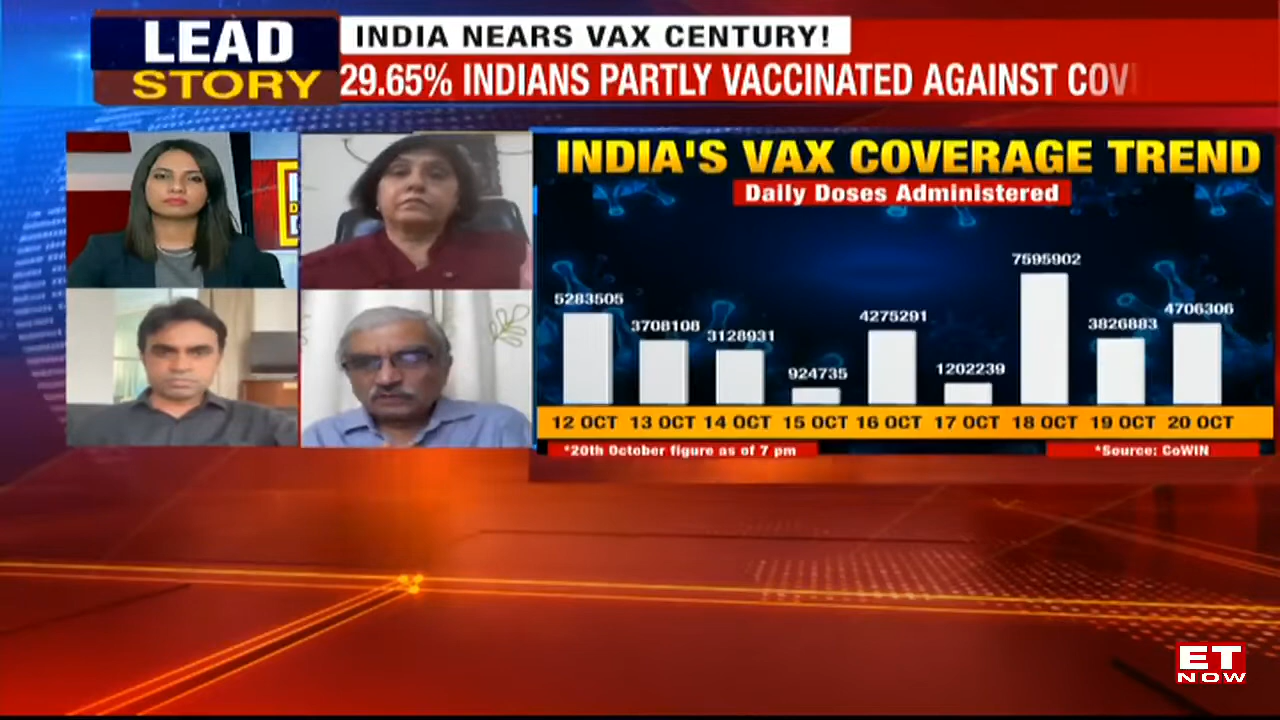 LEAD
STORY
INDIA NEARS VAX CENTURY!
29.65% INDIANS PARTLY VACCINATED AGAINST
INDIA'S VAX COVERAGE TREND
Daily Doses Administered
5283505
3708108
3128931
924735
4275291
1202239
7595902
3826883
4706306
12 OCT 13 OCT 14 OCT 15 OCT 16 OCT 17 OCT 18 OCT 19 OCT 20 OCT
*20th October figure as of 7 pm
*Source: CoWIN
ET
NOW